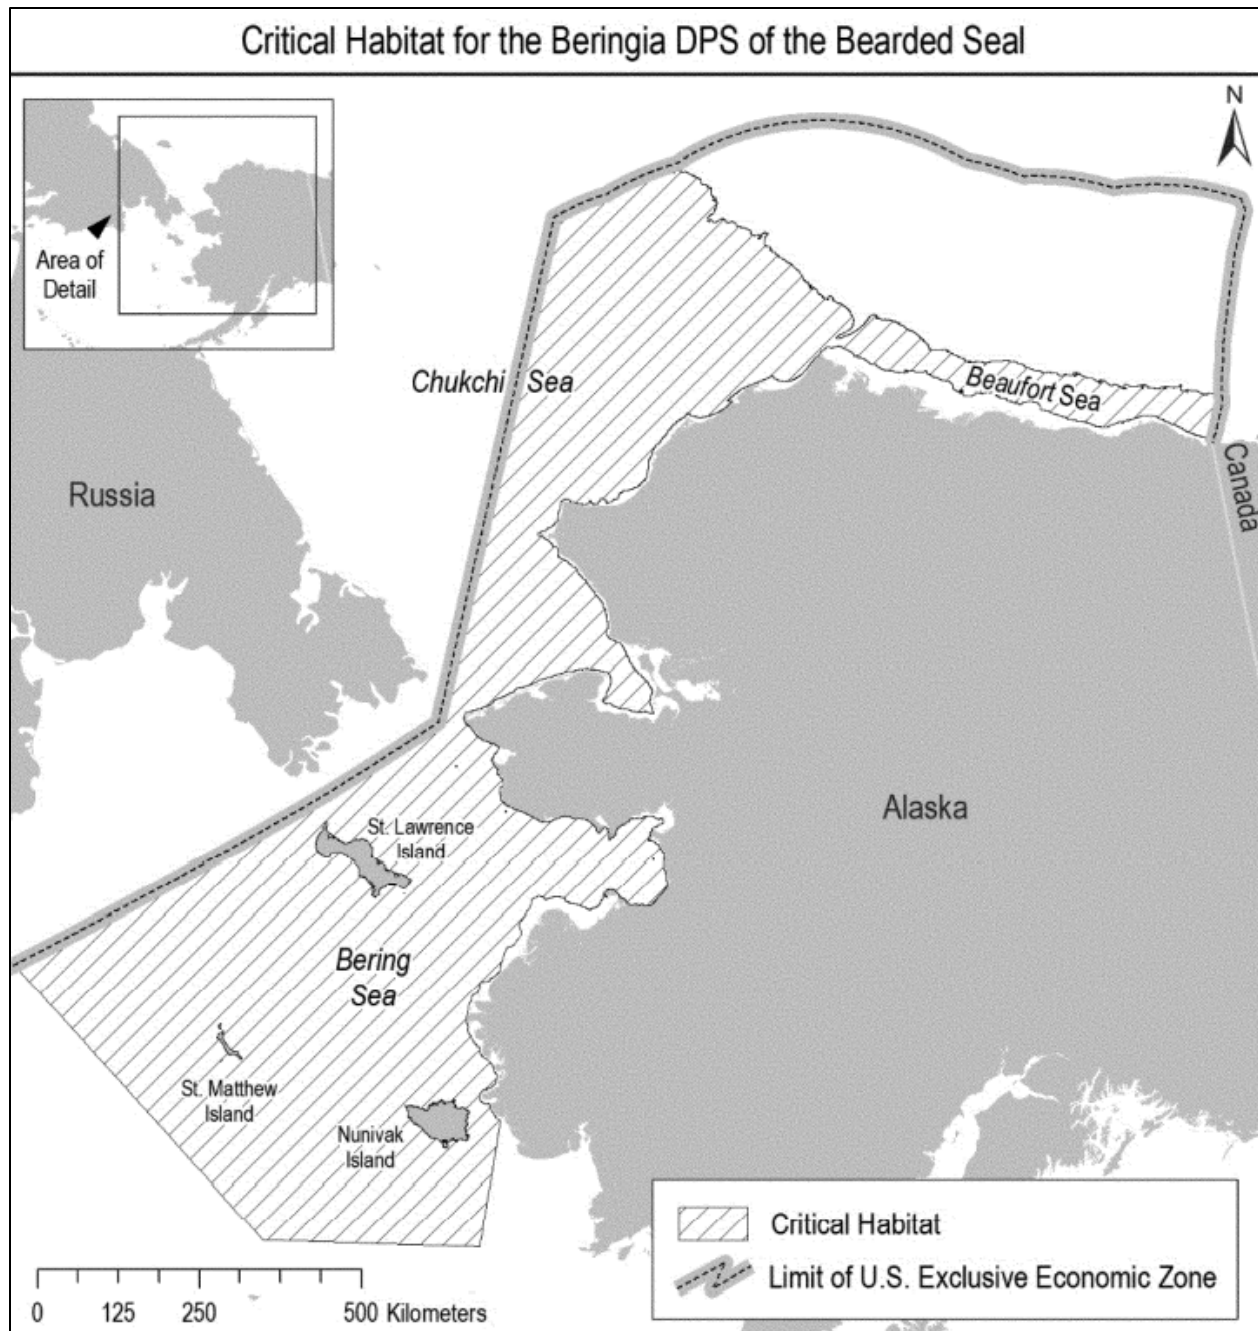 Critical Habitat for the Beringia DPS of the Bearded Seal
N
Area of
Detail
Chukchi Sea
Beaufort Sea
Russia
Canada
Alaska
St. Lawrence
Island
Bering
Sea
St. Matthew
Island
Nunivak
Island
Critical Habitat
Limit of U.S. Exclusive Economic Zone
0 125 250 500 Kilometers